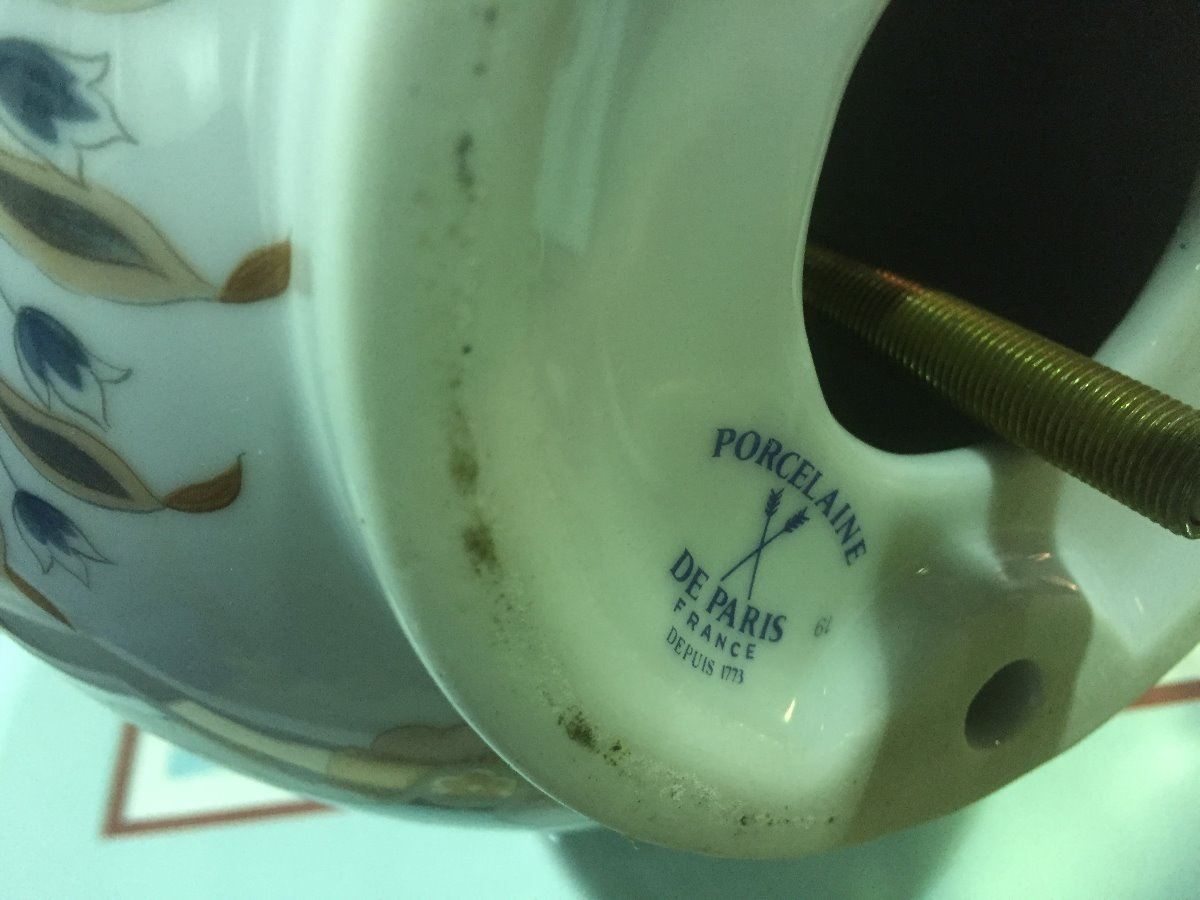 PORCELAINE
DE PARIS
FRANCE
DEPUIS 1773